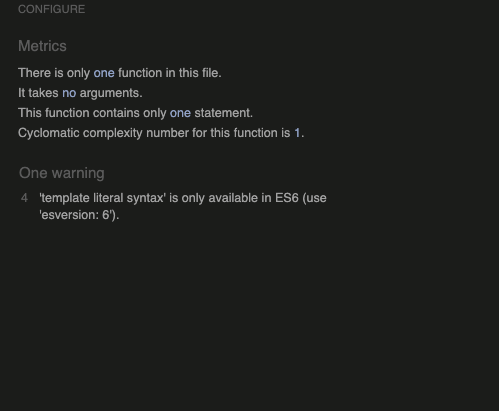 CONFIGURE
Metrics
There is only one function in this file.
It takes no arguments.
This function contains only one statement.
Cyclomatic complexity number for this function is 1.
One warning
4 'template literal syntax' is only available in ES6 (use
'esversion: 6').